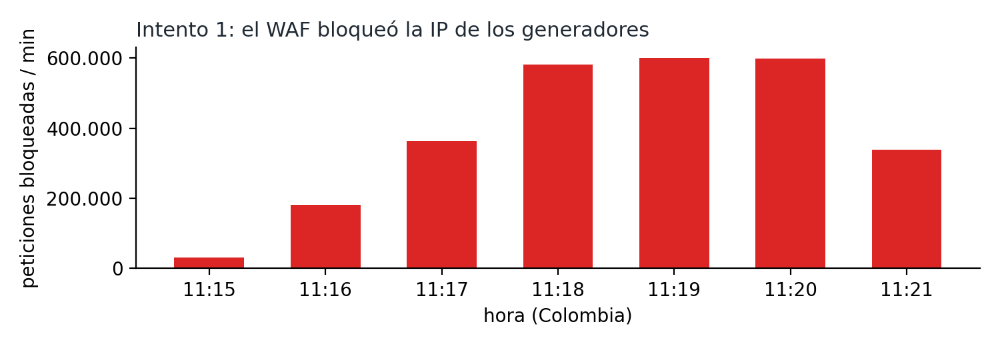 Intento 1: el WAF bloqueó la IP de los generadores
peticiones bloqueadas / min
600.000
400.000
200.000
0
11:15 11:16 11:17 11:18 11:19 11:20 11:21
hora (Colombia)